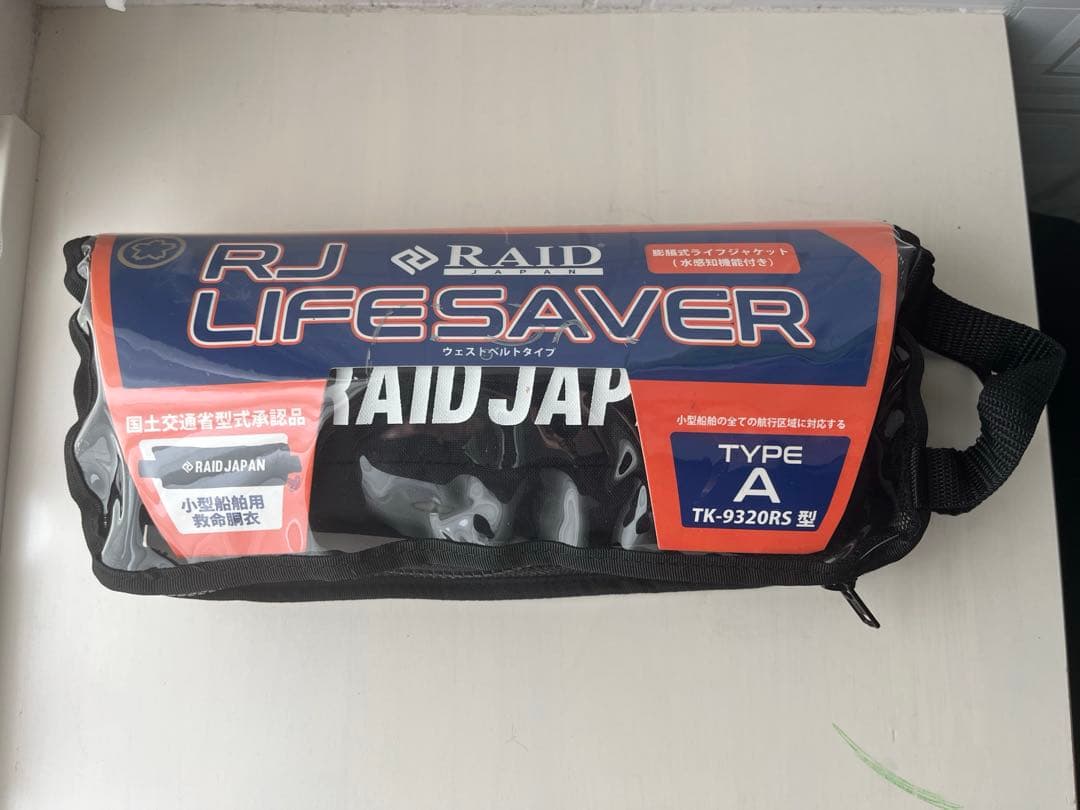 RJ
RAID
JAPAN
膨脹式ライフジャケット
(水感知機能付き)
LIFESAVER
ウェストベルトタイプ
RAID JAP
国土交通省型式承認品
RAIDJAPAN
小型船舶用
救命胴衣
小型船舶の全ての航行区域に対応する
TYPE
A
TK-9320RS 型